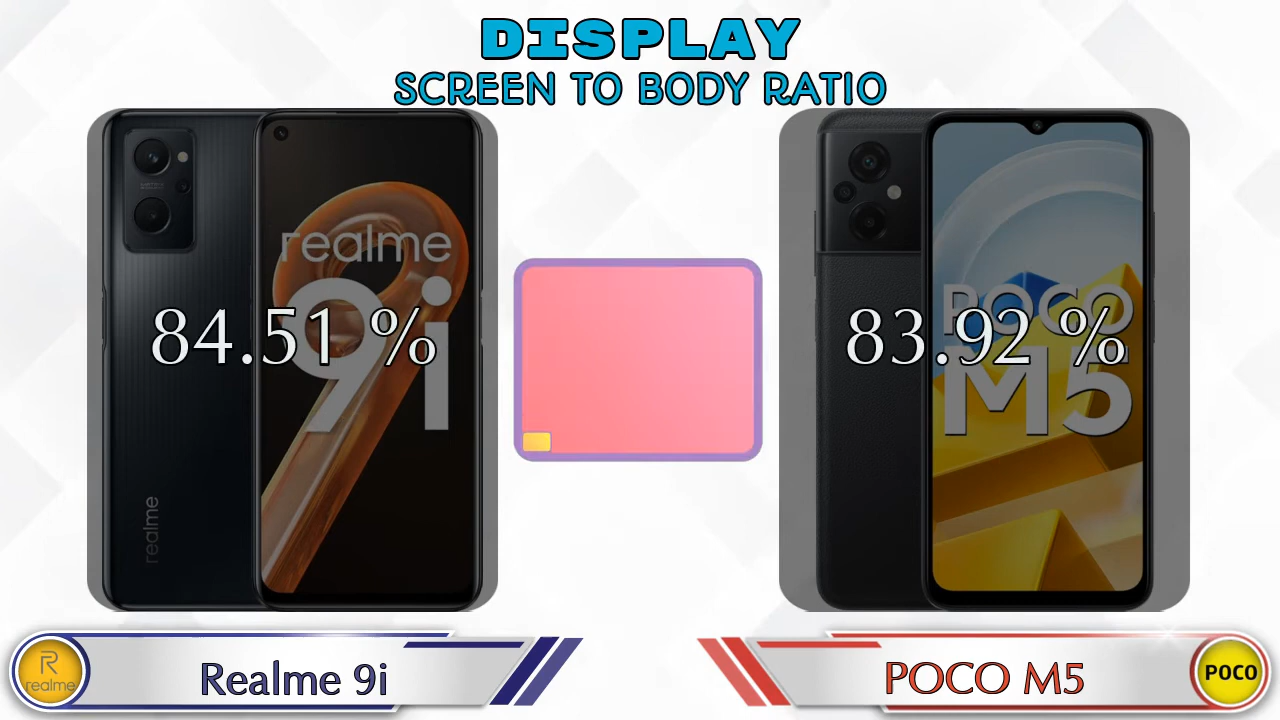 DISPLAY
SCREEN TO BODY RATIO
realme
9i
84.51 %
realme
POCO
M5
83.92 %
R
realme
Realme 9i
POCO M5
POCO